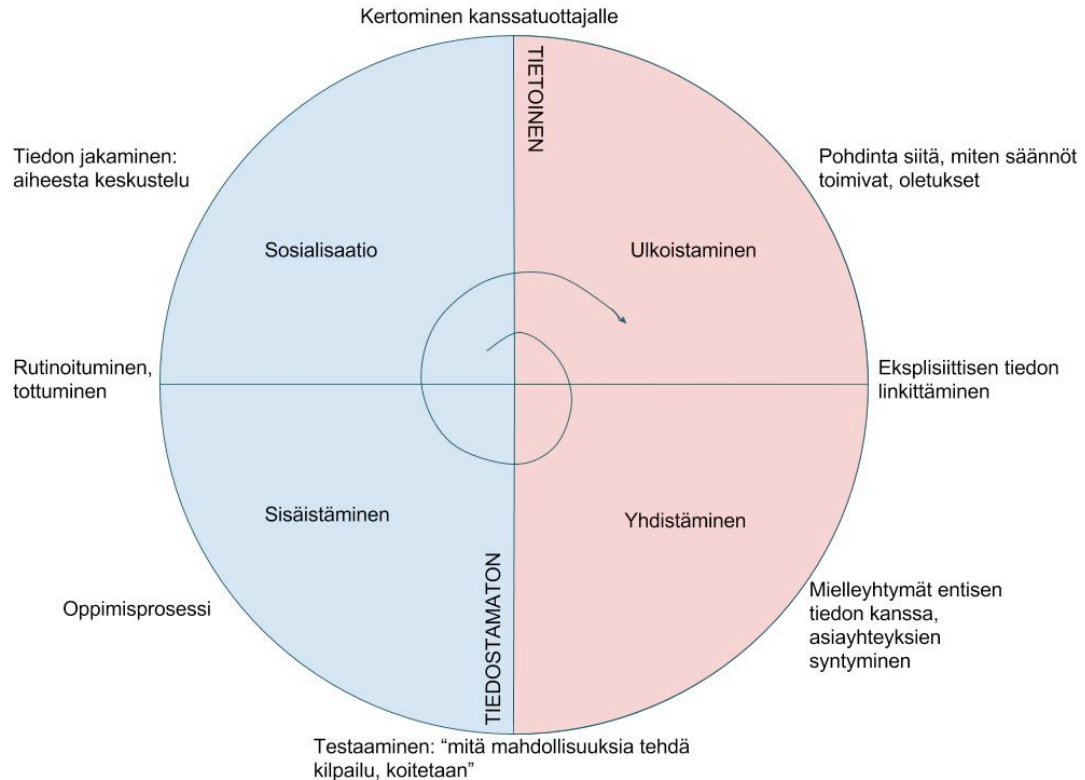 Kertominen kanssatuottajalle
TIETOINEN
Tiedon jakaminen:
aiheesta keskustelu
Pohdinta siitä, miten säännöt
toimivat, oletukset
Sosialisaatio
Ulkoistaminen
Rutinoituminen,
tottuminen
Eksplisiittisen tiedon
linkittäminen
Sisäistäminen
Yhdistäminen
TIEDOSTAMATON
Oppimisprosessi
Mielleyhtymät entisen
tiedon kanssa,
asiayhteyksien
syntyminen
Testaaminen: “mitä mahdollisuuksia tehdä
kilpailu, koitetaan”